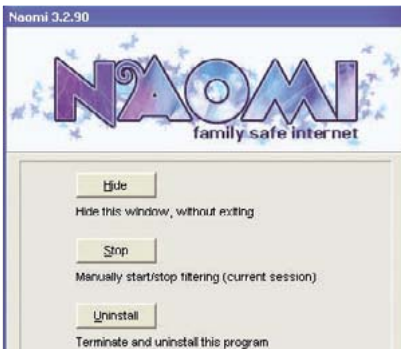 Naomi 3.2.90
NAOMI
family safe internet
Hide
Hide this window, without exiting
Stop
Manually start/stop filtering (current session)
Uninstall
Terminate and uninstall this program